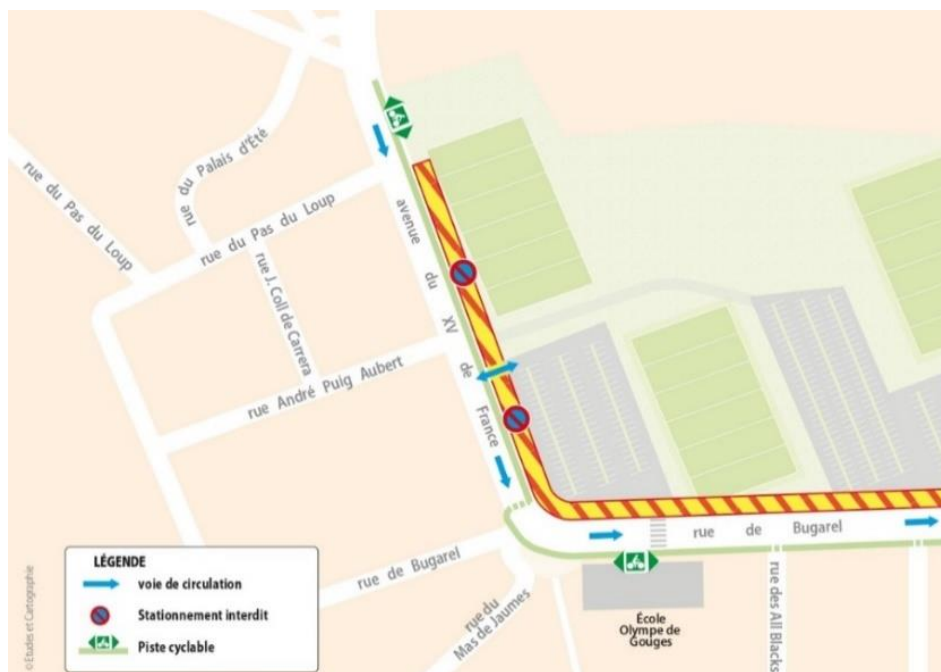 rue du Palais d'Été
rue du Pas du Loup
rue du Pas du Loup
rue J. Coll de Carrera
avenue du XV de France
rue André Puig Aubert
rue de Bugarel
rue de Bugarel
rue du
Mas de Jaumes
École
Olympe de
Gouges
rue des All Blacks
LÉGENDE
voie de circulation
Stationnement interdit
Piste cyclable
© Etudes et Cartographie